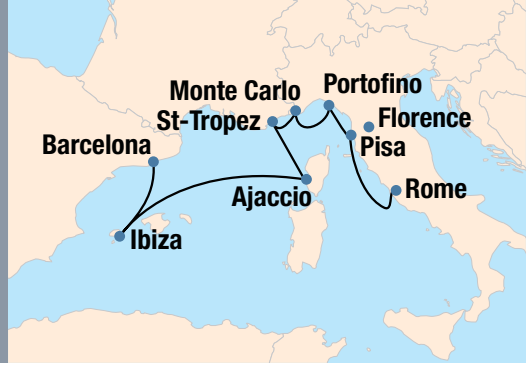 Portofino
Monte Carlo
St-Tropez
Florence
Barcelona
Pisa
Ajaccio
Rome
Ibiza